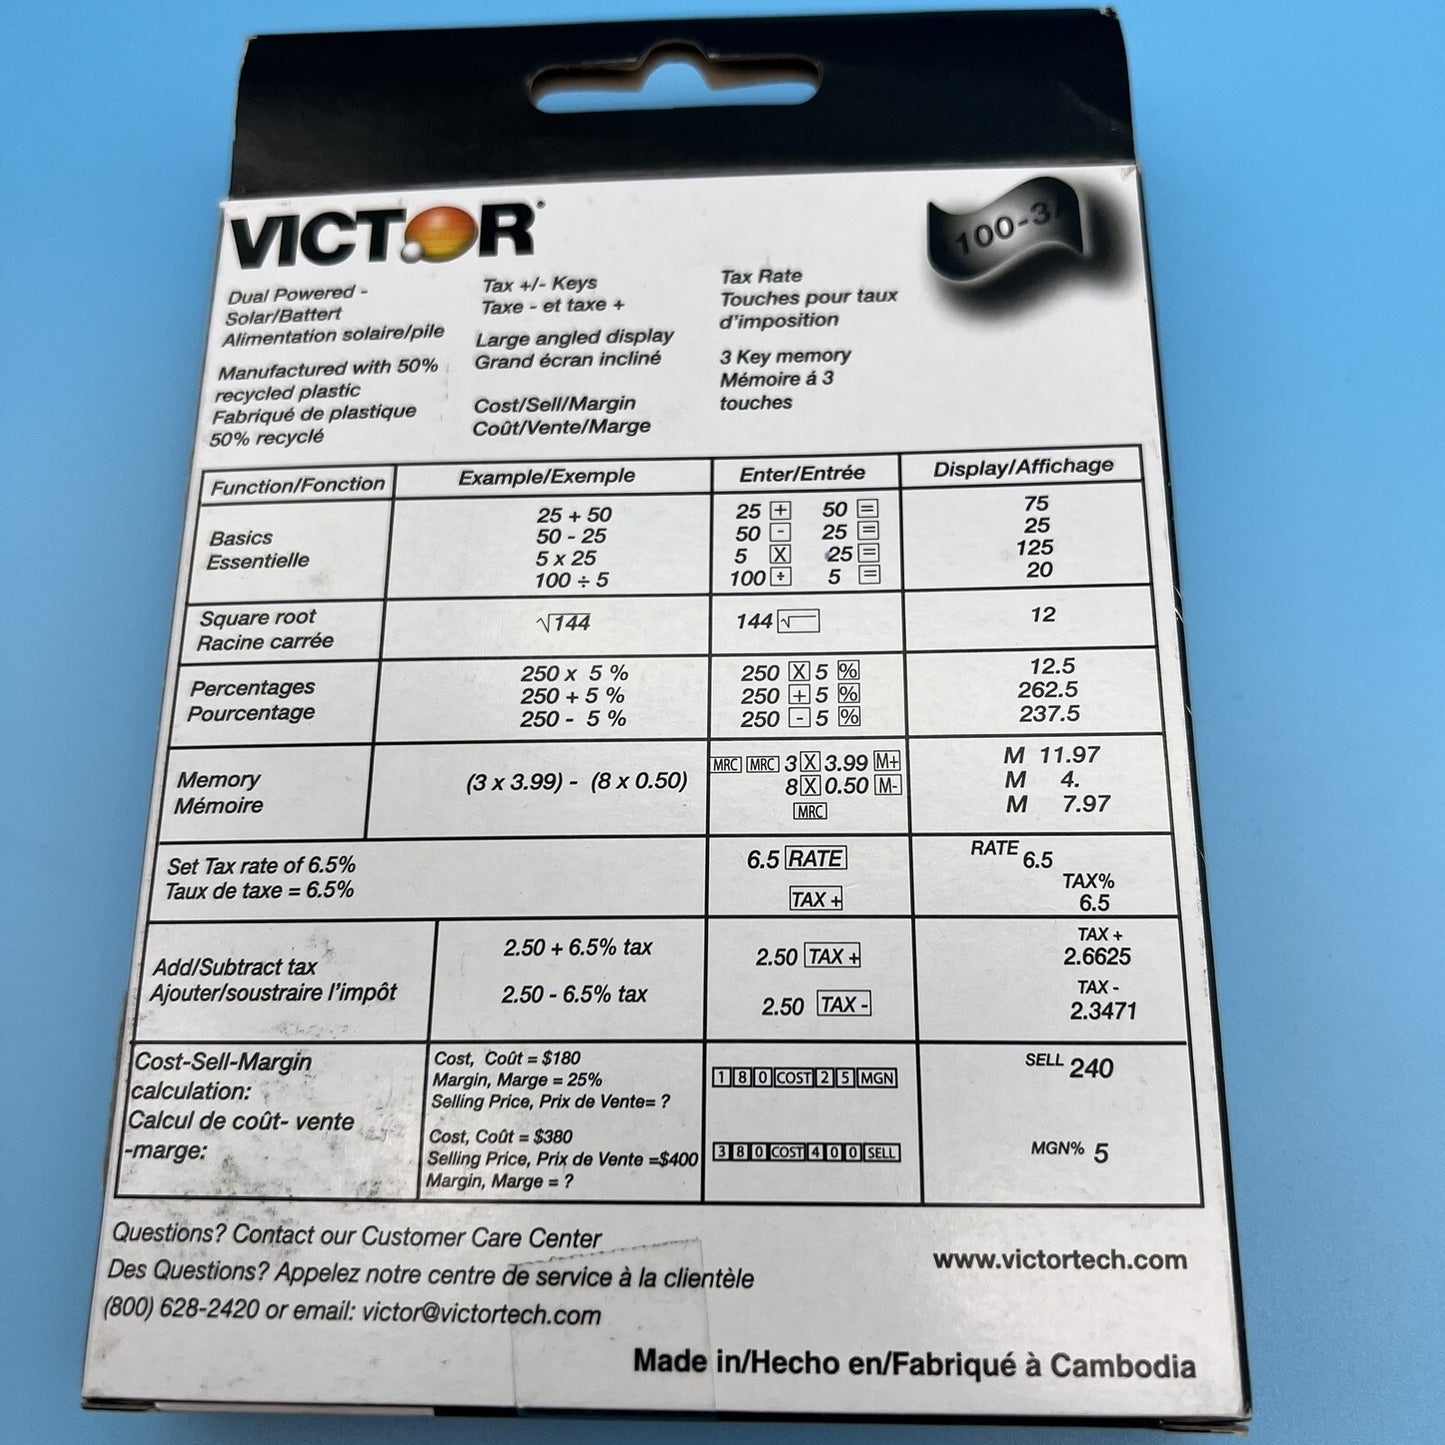 VICTOR®
100-3
Dual Powered -
Solar/Battert
Alimentation solaire/pile
Manufactured with 50%
recycled plastic
Fabriqué de plastique
50% recyclé
Tax +/- Keys
Taxe - et taxe +
Large angled display
Grand écran incliné
Cost/Sell/Margin
Coût/Vente/Marge
Tax Rate
Touches pour taux
d'imposition
3 Key memory
Mémoire á 3
touches
Function/Fonction Example/Exemple Enter/Entrée Display/Affichage
Basics
Essentielle
25 + 50 25 + 50 = 75
50 - 25 50 - 25 = 25
5 x 25 5 X 25 = 125
100 ÷ 5 100 ÷ 5 = 20
Square root
Racine carrée
√144 144 √ 12
Percentages
Pourcentage
250 x 5 % 250 X 5 % 12.5
250 + 5 % 250 + 5 % 262.5
250 - 5 % 250 - 5 % 237.5
Memory
Mémoire
(3 x 3.99) - (8 x 0.50)
MRC MRC 3 X 3.99 M+ M 11.97
8 X 0.50 M- M 4.
MRC M 7.97
Set Tax rate of 6.5%
Taux de taxe = 6.5%
6.5 RATE RATE 6.5
TAX + TAX% 6.5
Add/Subtract tax
Ajouter/soustraire l'impôt
2.50 + 6.5% tax 2.50 TAX + TAX + 2.6625
2.50 - 6.5% tax 2.50 TAX - TAX - 2.3471
Cost-Sell-Margin
calculation:
Calcul de coût- vente
-marge:
Cost, Coût = $180
Margin, Marge = 25%
Selling Price, Prix de Vente= ?
1 8 0 COST 2 5 MGN SELL 240
Cost, Coût = $380
Selling Price, Prix de Vente =$400
Margin, Marge = ?
3 8 0 COST 4 0 0 SELL MGN% 5
Questions? Contact our Customer Care Center
Des Questions? Appelez notre centre de service à la clientèle
(800) 628-2420 or email: victor@victortech.com
www.victortech.com
Made in/Hecho en/Fabriqué à Cambodia